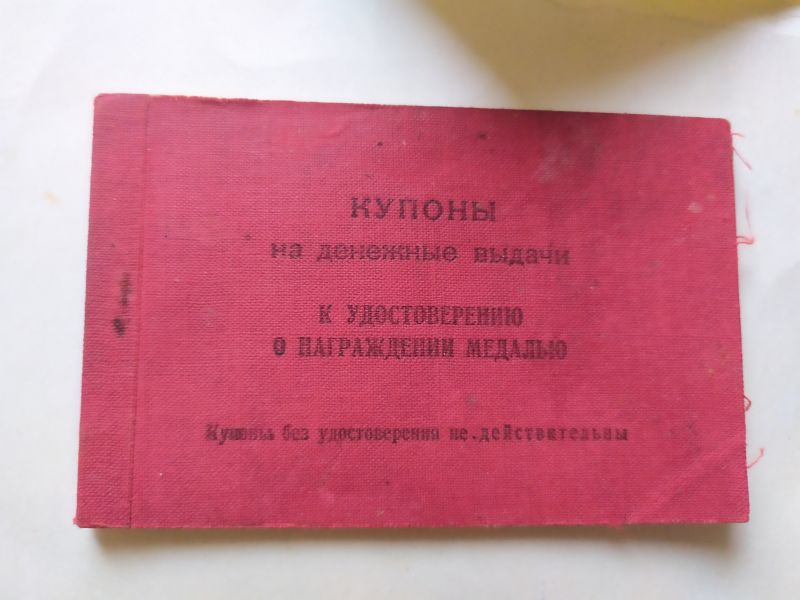 КУПОНЫ
на денежные выдачи
К УДОСТОВЕРЕНИЮ
О НАГРАЖДЕНИИ МЕДАЛЬЮ
Купоны без удостоверения не действительны